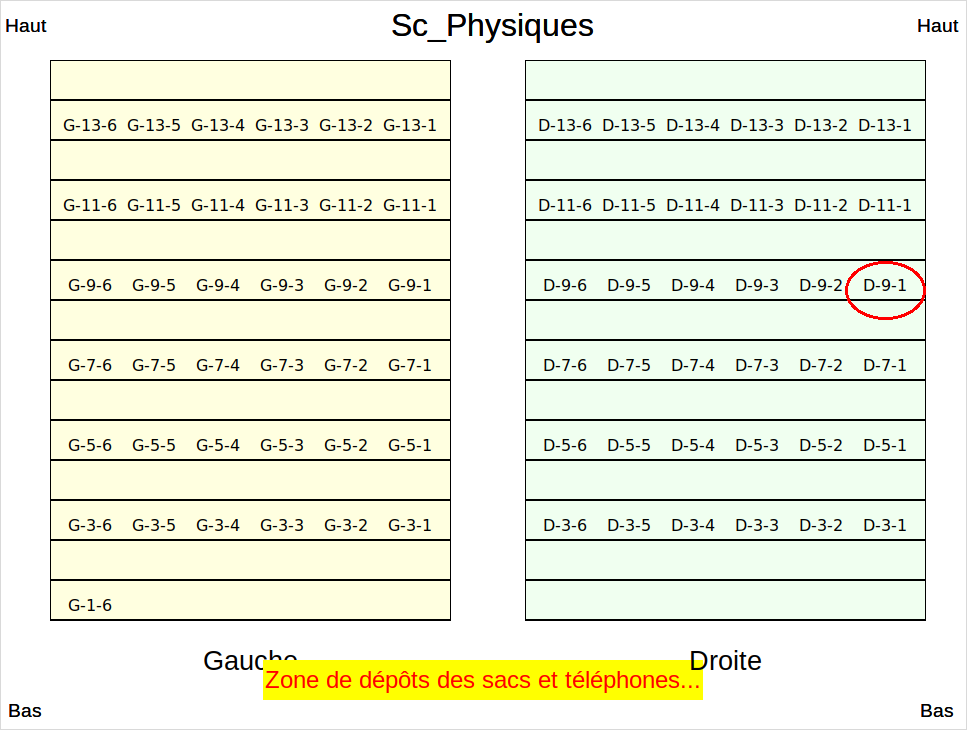 Sc_Physiques
Haut Haut
G-13-6 G-13-5 G-13-4 G-13-3 G-13-2 G-13-1 D-13-6 D-13-5 D-13-4 D-13-3 D-13-2 D-13-1
G-11-6 G-11-5 G-11-4 G-11-3 G-11-2 G-11-1 D-11-6 D-11-5 D-11-4 D-11-3 D-11-2 D-11-1
G-9-6 G-9-5 G-9-4 G-9-3 G-9-2 G-9-1 D-9-6 D-9-5 D-9-4 D-9-3 D-9-2 D-9-1
G-7-6 G-7-5 G-7-4 G-7-3 G-7-2 G-7-1 D-7-6 D-7-5 D-7-4 D-7-3 D-7-2 D-7-1
G-5-6 G-5-5 G-5-4 G-5-3 G-5-2 G-5-1 D-5-6 D-5-5 D-5-4 D-5-3 D-5-2 D-5-1
G-3-6 G-3-5 G-3-4 G-3-3 G-3-2 G-3-1 D-3-6 D-3-5 D-3-4 D-3-3 D-3-2 D-3-1
G-1-6
Gauche Droite
Zone de dépôts des sacs et téléphones...
Bas Bas